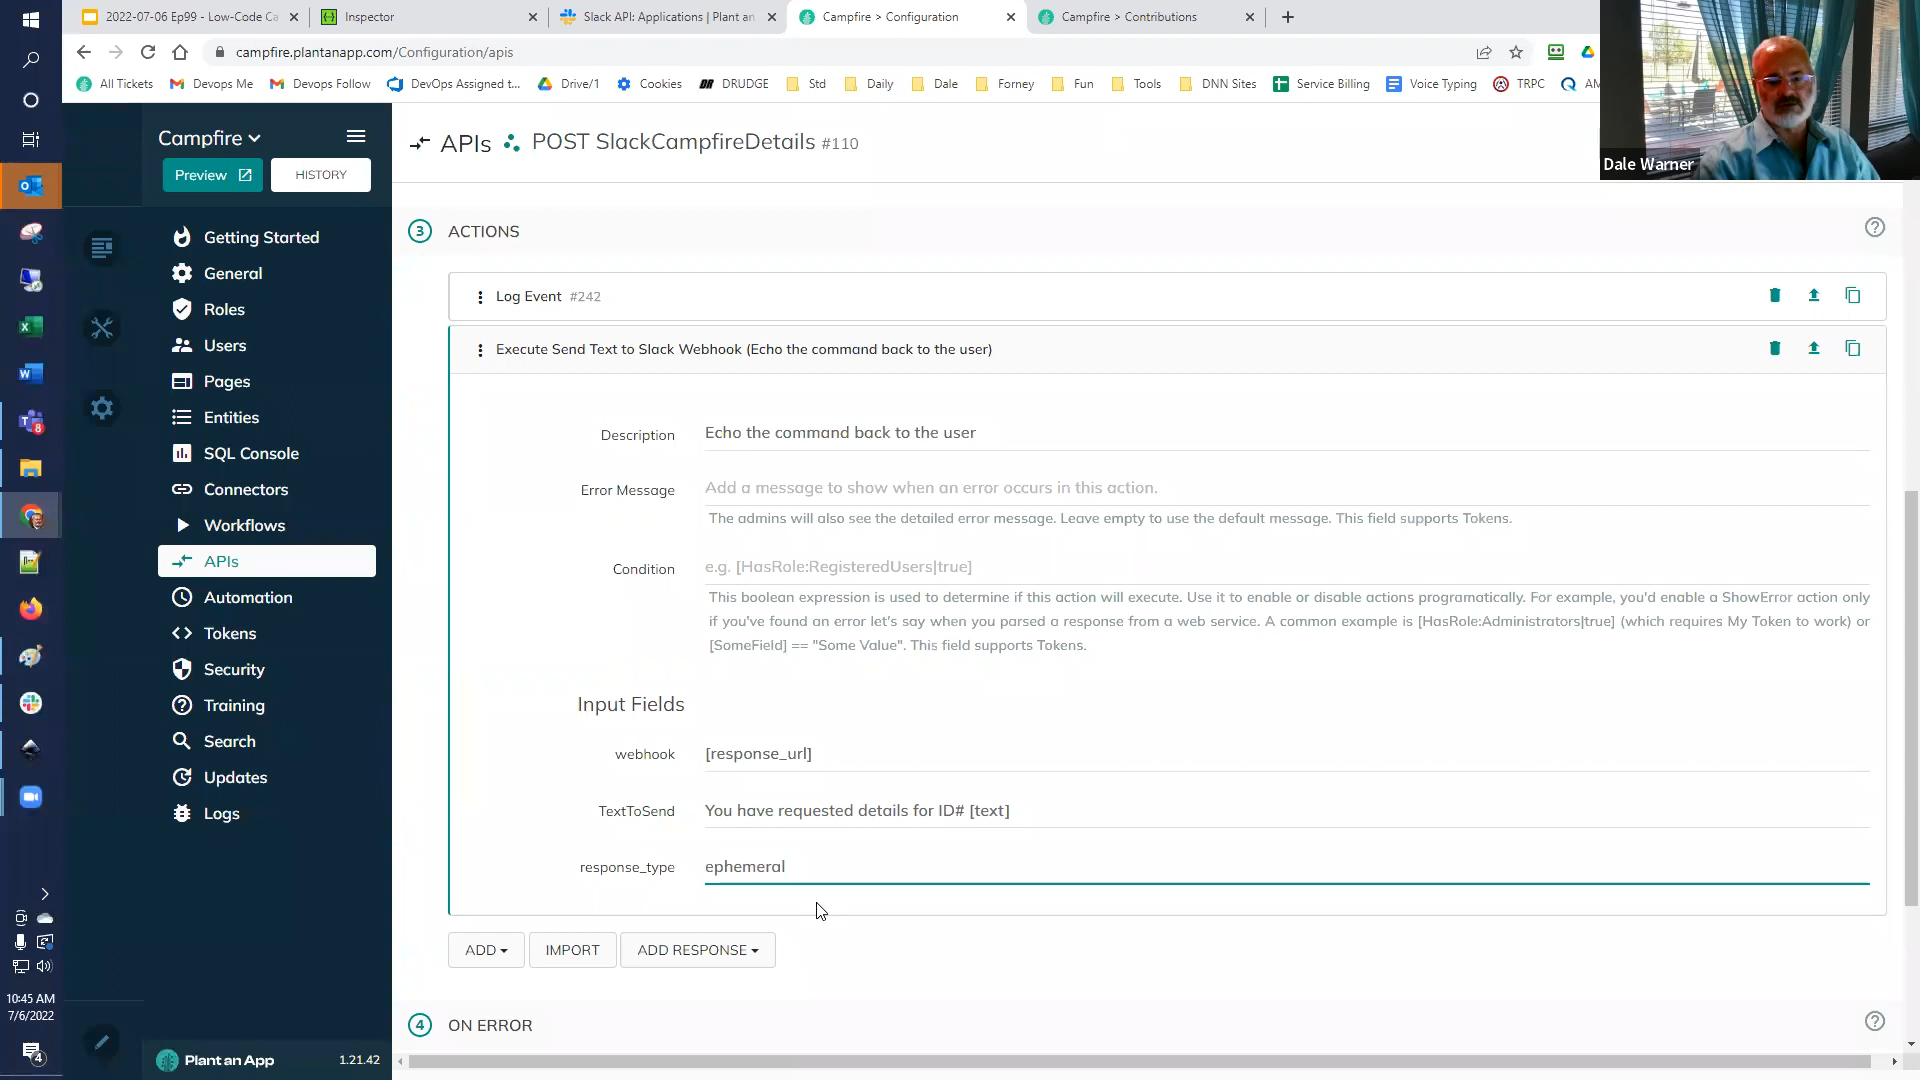 2022-07-06 Ep99 - Low-Code Ca
Inspector
Slack API: Applications | Plant an
Campfire > Configuration
Campfire > Contributions
campfire.plantanapp.com/Configuration/apis
All Tickets
Devops Me
Devops Follow
DevOps Assigned t...
Drive/1
Cookies
DRUDGE
Std
Daily
Dale
Forney
Fun
Tools
DNN Sites
Service Billing
Voice Typing
TRPC
AM
Dale Warner
Campfire
Preview
HISTORY
Getting Started
General
Roles
Users
Pages
Entities
SQL Console
Connectors
Workflows
APIs
Automation
Tokens
Security
Training
Search
Updates
Logs
Plant an App
1.21.42
10:45 AM
7/6/2022
4
8
APIs
POST SlackCampfireDetails #110
3 ACTIONS
Log Event #242
Execute Send Text to Slack Webhook (Echo the command back to the user)
Description
Echo the command back to the user
Error Message
Add a message to show when an error occurs in this action.
The admins will also see the detailed error message. Leave empty to use the default message. This field supports Tokens.
Condition
e.g. [HasRole:RegisteredUsers|true]
This boolean expression is used to determine if this action will execute. Use it to enable or disable actions programatically. For example, you'd enable a ShowError action only
if you've found an error let's say when you parsed a response from a web service. A common example is [HasRole:Administrators|true] (which requires My Token to work) or
[SomeField] == "Some Value". This field supports Tokens.
Input Fields
webhook
[response_url]
TextToSend
You have requested details for ID# [text]
response_type
ephemeral
ADD
IMPORT
ADD RESPONSE
4 ON ERROR